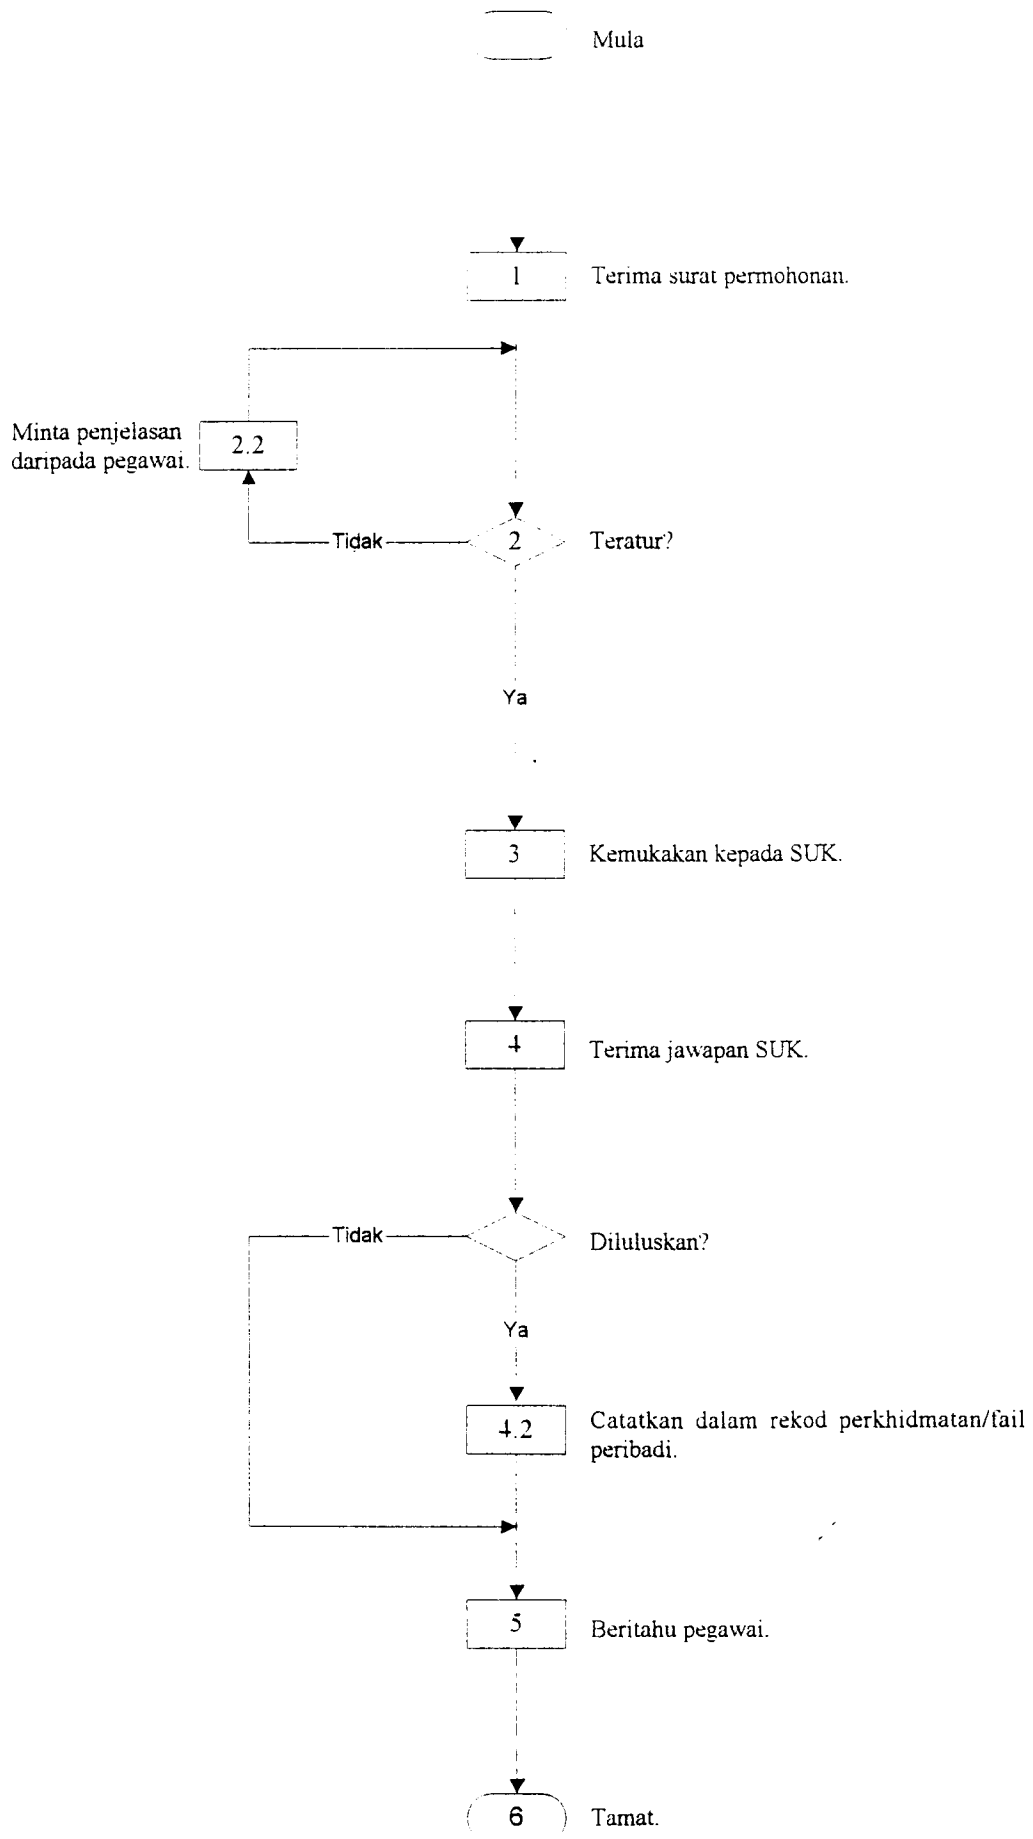 Mula
1
Terima surat permohonan.
Minta penjelasan
daripada pegawai.
2.2
Tidak
2
Teratur?
Ya
3
Kemukakan kepada SUK.
4
Terima jawapan SUK.
Tidak
Diluluskan?
Ya
4.2
Catatkan dalam rekod perkhidmatan/fail
peribadi.
5
Beritahu pegawai.
6
Tamat.